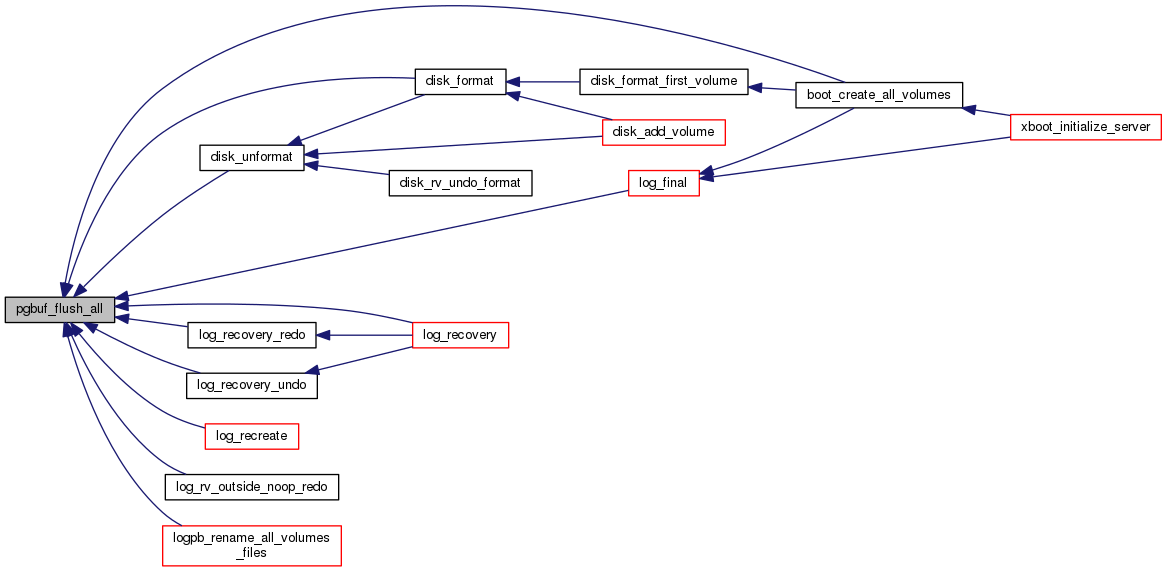 disk_format
disk_format_first_volume
boot_create_all_volumes
disk_add_volume
xboot_initialize_server
disk_unformat
disk_rv_undo_format
log_final
pgbuf_flush_all
log_recovery_redo
log_recovery
log_recovery_undo
log_recreate
log_rv_outside_noop_redo
logpb_rename_all_volumes
_files